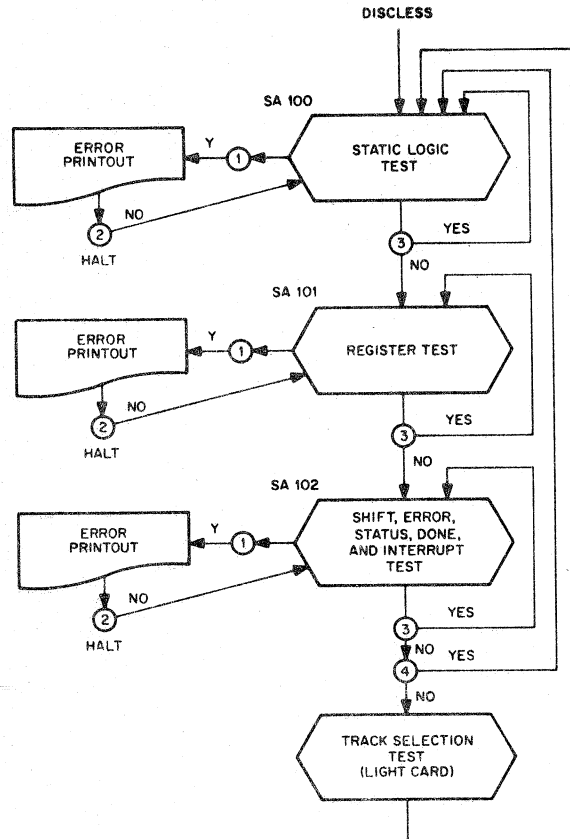 DISCLESS
SA 100
STATIC LOGIC
TEST
ERROR
PRINTOUT
Y
1
NO
2
HALT
3
YES
NO
SA 101
REGISTER TEST
ERROR
PRINTOUT
Y
1
NO
2
HALT
3
YES
NO
SA 102
SHIFT, ERROR,
STATUS, DONE,
AND INTERRUPT
TEST
ERROR
PRINTOUT
Y
1
NO
2
HALT
3
YES
NO
4
YES
NO
TRACK SELECTION
TEST
(LIGHT CARD)